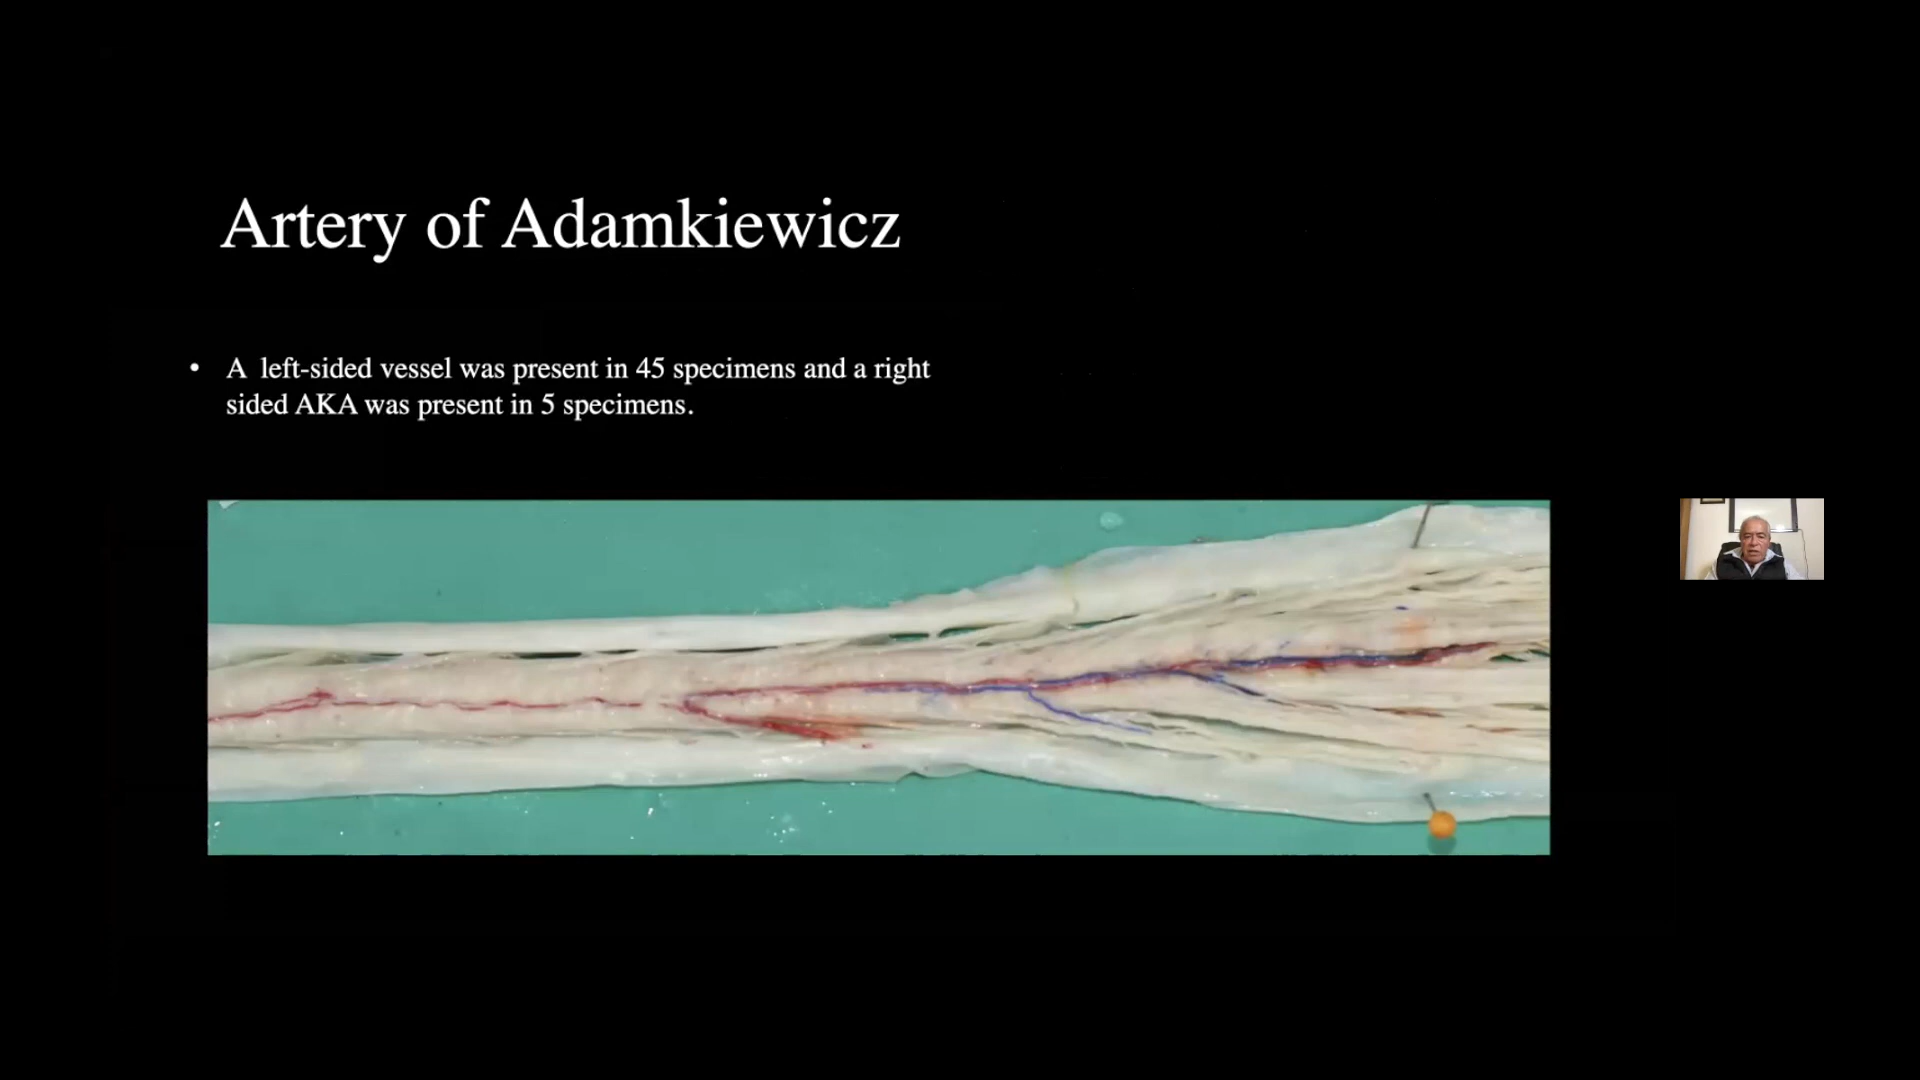 Artery of Adamkiewicz
• A left-sided vessel was present in 45 specimens and a right
sided AKA was present in 5 specimens.